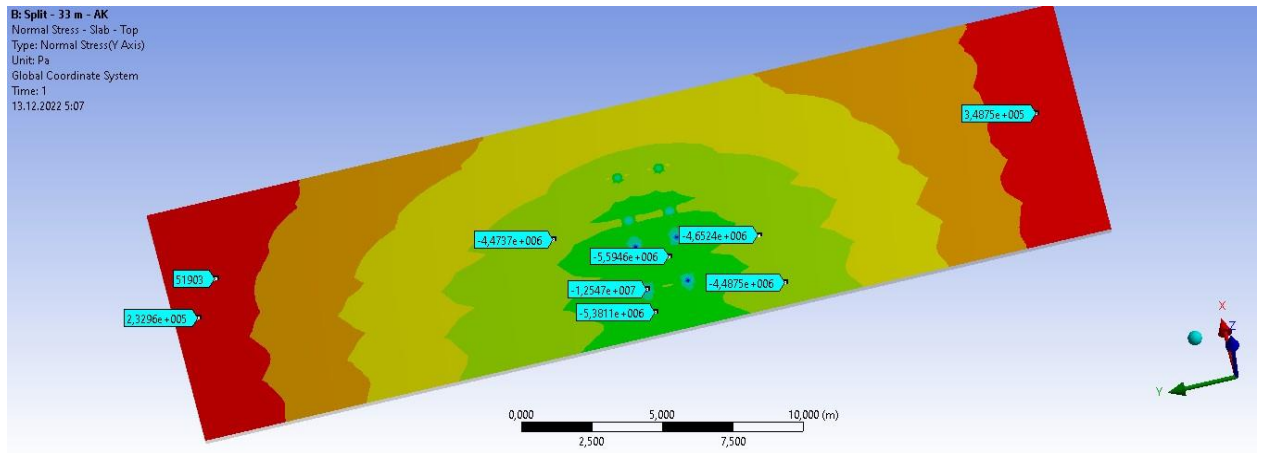 B: Split - 33 m - AK
Normal Stress - Slab - Top
Type: Normal Stress(Y Axis)
Unit: Pa
Global Coordinate System
Time: 1
13.12.2022 5:07
3,4875e+005
-4,4737e+006
-4,6524e+006
-5,5946e+006
51903
-1,2547e+007
-4,4875e+006
2,3296e+005
-5,3811e+006
X
Z
Y
0,000 5,000 10,000 (m)
2,500 7,500